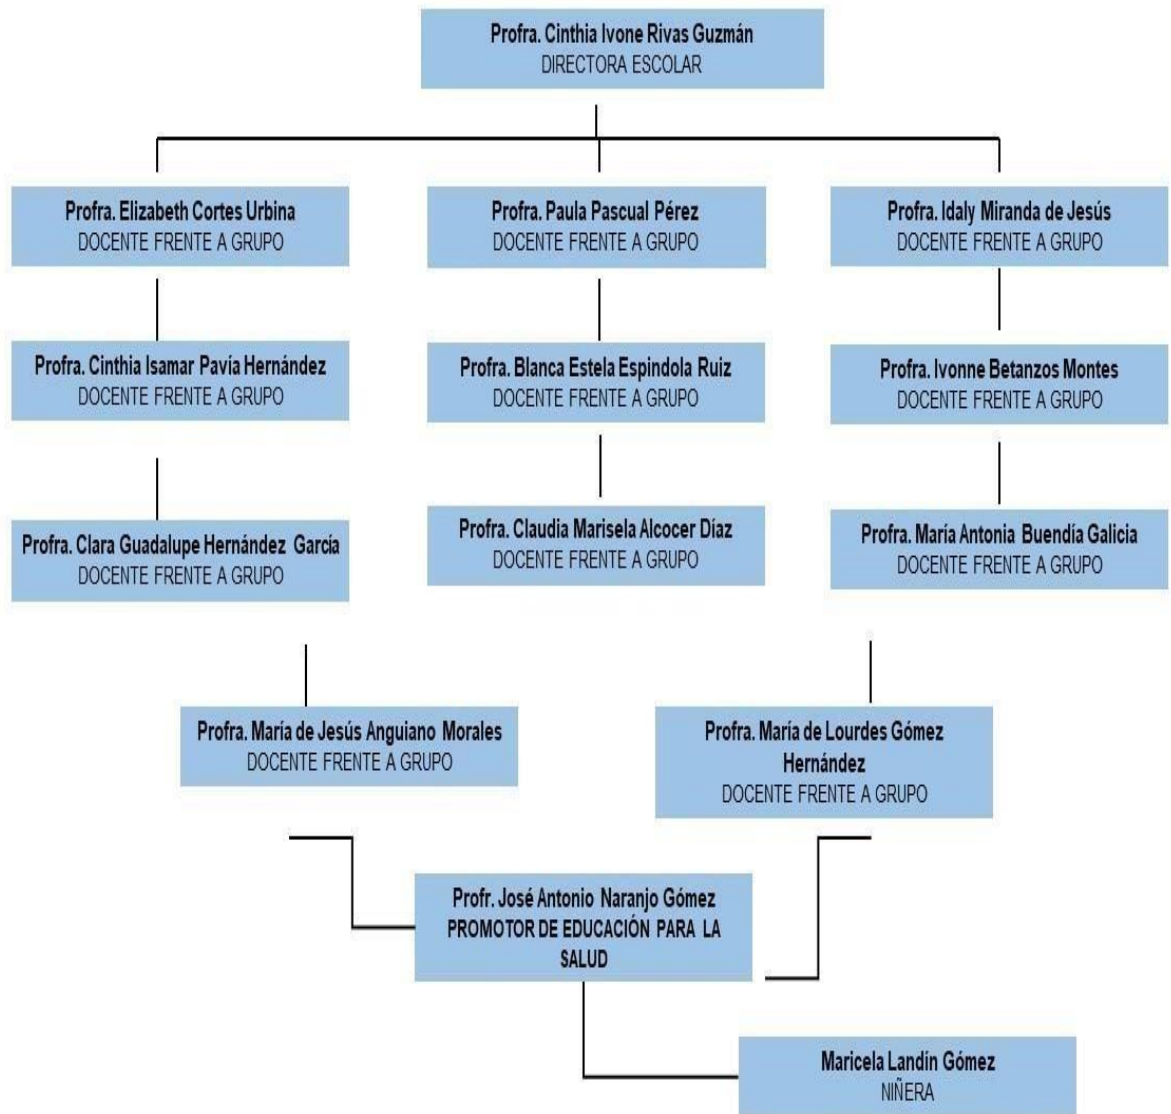 Profra. Cinthia Ivone Rivas Guzmán
DIRECTORA ESCOLAR
Profra. Elizabeth Cortes Urbina
DOCENTE FRENTE A GRUPO
Profra. Paula Pascual Pérez
DOCENTE FRENTE A GRUPO
Profra. Idaly Miranda de Jesús
DOCENTE FRENTE A GRUPO
Profra. Cinthia Isamar Pavía Hernández
DOCENTE FRENTE A GRUPO
Profra. Blanca Estela Espindola Ruiz
DOCENTE FRENTE A GRUPO
Profra. Ivonne Betanzos Montes
DOCENTE FRENTE A GRUPO
Profra. Clara Guadalupe Hernández García
DOCENTE FRENTE A GRUPO
Profra. Claudia Marisela Alcocer Díaz
DOCENTE FRENTE A GRUPO
Profra. María Antonia Buendía Galicia
DOCENTE FRENTE A GRUPO
Profra. María de Jesús Anguiano Morales
DOCENTE FRENTE A GRUPO
Profra. María de Lourdes Gómez
Hernández
DOCENTE FRENTE A GRUPO
Profr. José Antonio Naranjo Gómez
PROMOTOR DE EDUCACIÓN PARA LA
SALUD
Maricela Landín Gómez
NIÑERA